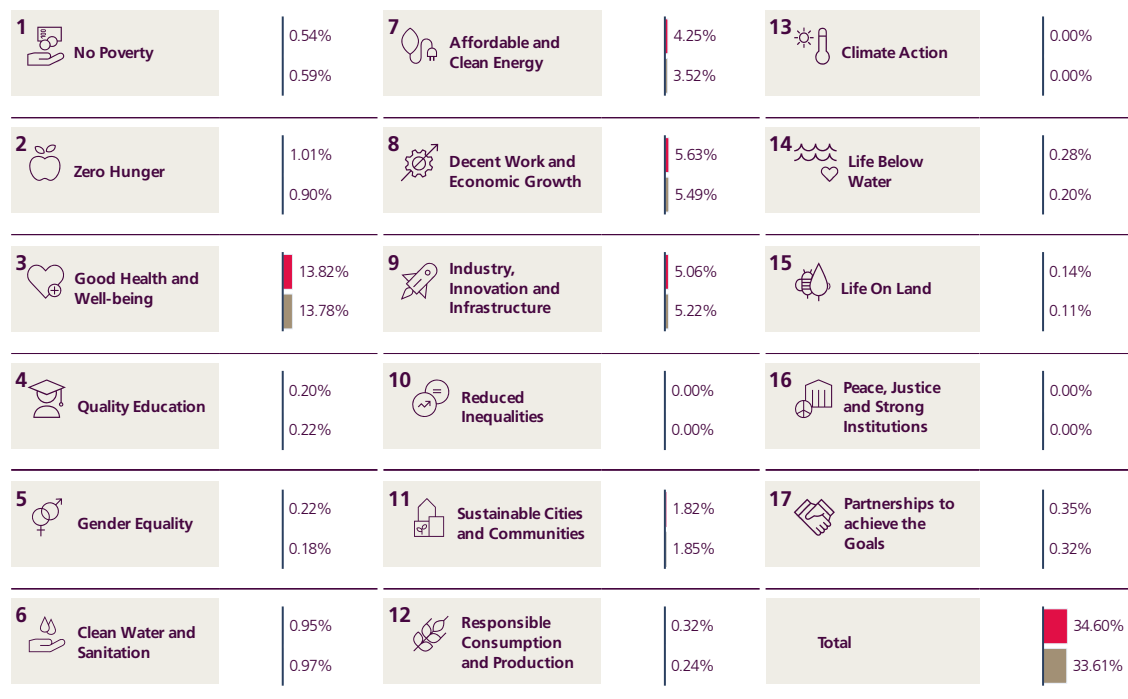 1
No Poverty
0.54%
0.59%
2
Zero Hunger
1.01%
0.90%
3
Good Health and
Well-being
13.82%
13.78%
4
Quality Education
0.20%
0.22%
5
Gender Equality
0.22%
0.18%
6
Clean Water and
Sanitation
0.95%
0.97%
7
Affordable and
Clean Energy
4.25%
3.52%
8
Decent Work and
Economic Growth
5.63%
5.49%
9
Industry,
Innovation and
Infrastructure
5.06%
5.22%
10
Reduced
Inequalities
0.00%
0.00%
11
Sustainable Cities
and Communities
1.82%
1.85%
12
Responsible
Consumption
and Production
0.32%
0.24%
13
Climate Action
0.00%
0.00%
14
Life Below
Water
0.28%
0.20%
15
Life On Land
0.14%
0.11%
16
Peace, Justice
and Strong
Institutions
0.00%
0.00%
17
Partnerships to
achieve the
Goals
0.35%
0.32%
Total
34.60%
33.61%